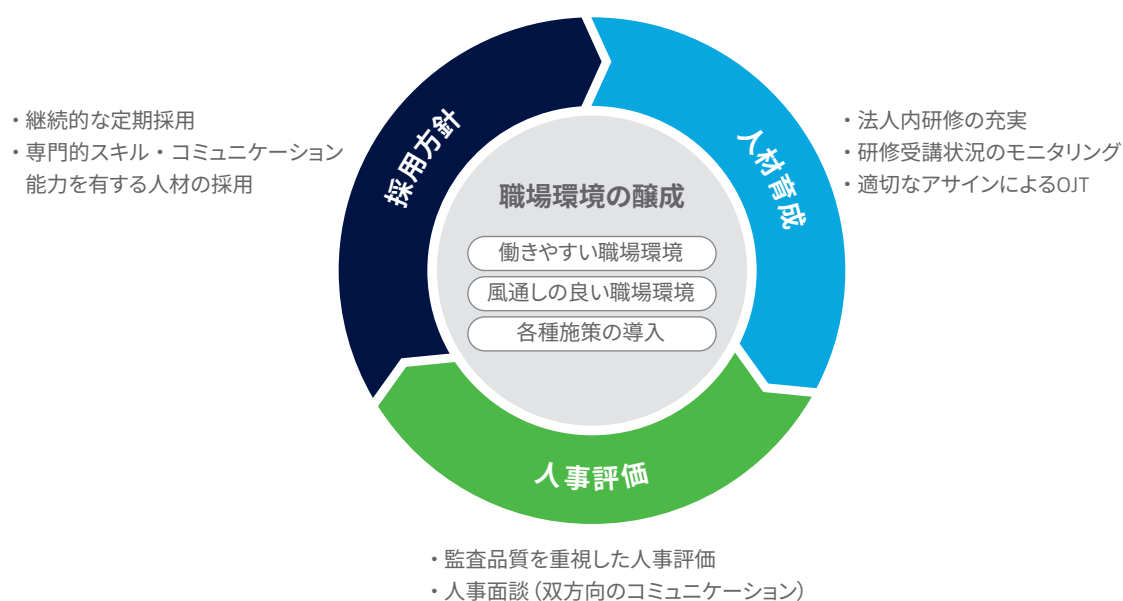 採用方針
・継続的な定期採用
・専門的スキル・コミュニケーション
能力を有する人材の採用
人材育成
・法人内研修の充実
・研修受講状況のモニタリング
・適切なアサインによるOJT
職場環境の醸成
働きやすい職場環境
風通しの良い職場環境
各種施策の導入
人事評価
・監査品質を重視した人事評価
・人事面談（双方向のコミュニケーション）